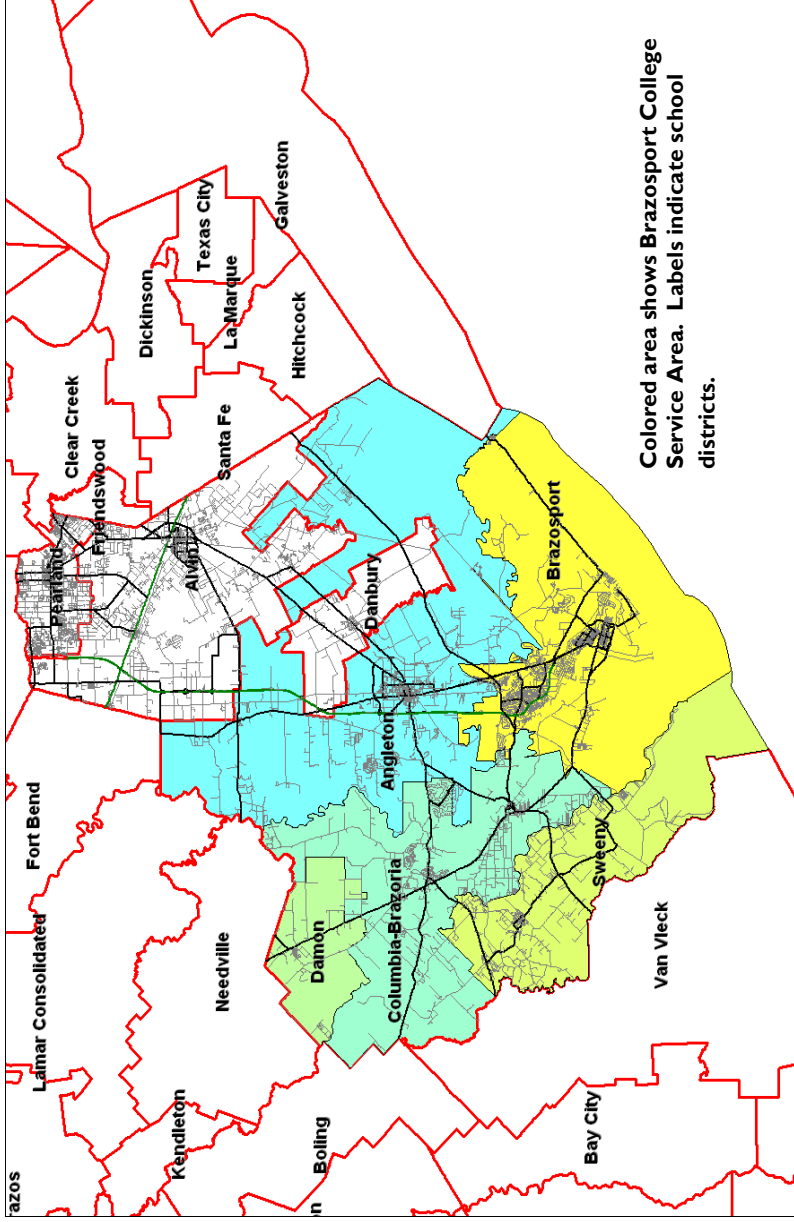 razos
Lamar Consolidated
Fort Bend
Pearland
Clear Creek
Friendswood
Dickinson
Kendleton
Alvin
Texas City
Needville
Santa Fe
La Marque
Galveston
Hitchcock
on
Boling
Damon
Danbury
Angleton
Columbia-Brazoria
Brazosport
Bay City
Sweeny
Van Vleck
Colored area shows Brazosport College
Service Area. Labels indicate school
districts.